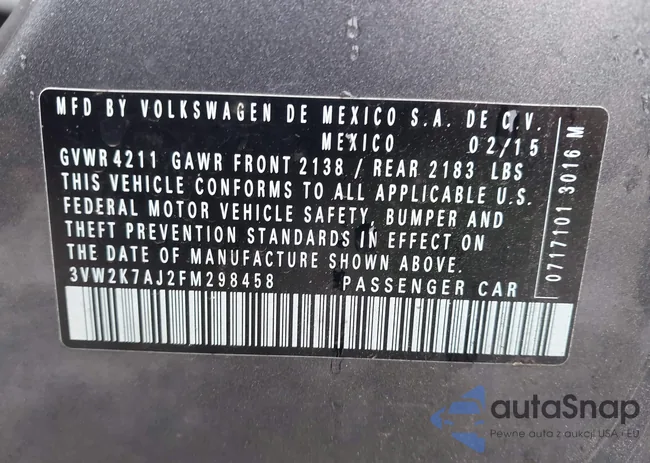 MFD BY VOLKSWAGEN DE MEXICO S.A. DE C.V.
MEXICO 02/15
GVWR 4211 GAWR FRONT 2138 / REAR 2183 LBS
THIS VEHICLE CONFORMS TO ALL APPLICABLE U.S.
FEDERAL MOTOR VEHICLE SAFETY, BUMPER AND
THEFT PREVENTION STANDARDS IN EFFECT ON
THE DATE OF MANUFACTURE SHOWN ABOVE.
3VW2K7AJ2FM298458 PASSENGER CAR
07171101 3016 M
autaSnap
Pewne auta z aukcji USA i EU